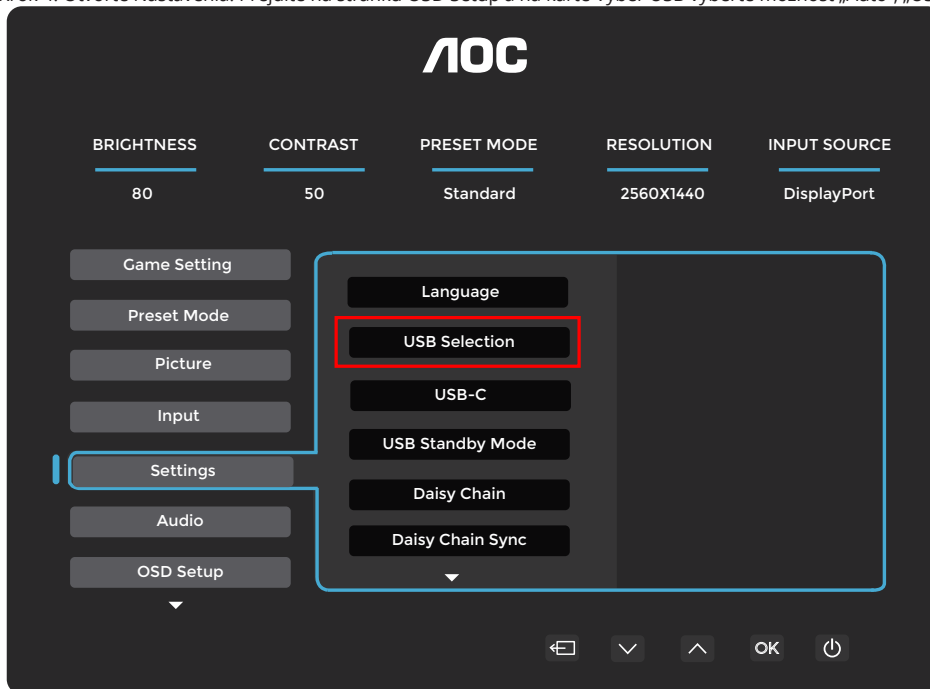 AOC
BRIGHTNESS CONTRAST PRESET MODE RESOLUTION INPUT SOURCE
80 50 Standard 2560X1440 DisplayPort
Game Setting
Language
Preset Mode
USB Selection
Picture
USB-C
Input
USB Standby Mode
Settings
Daisy Chain
Audio
Daisy Chain Sync
OSD Setup
OK